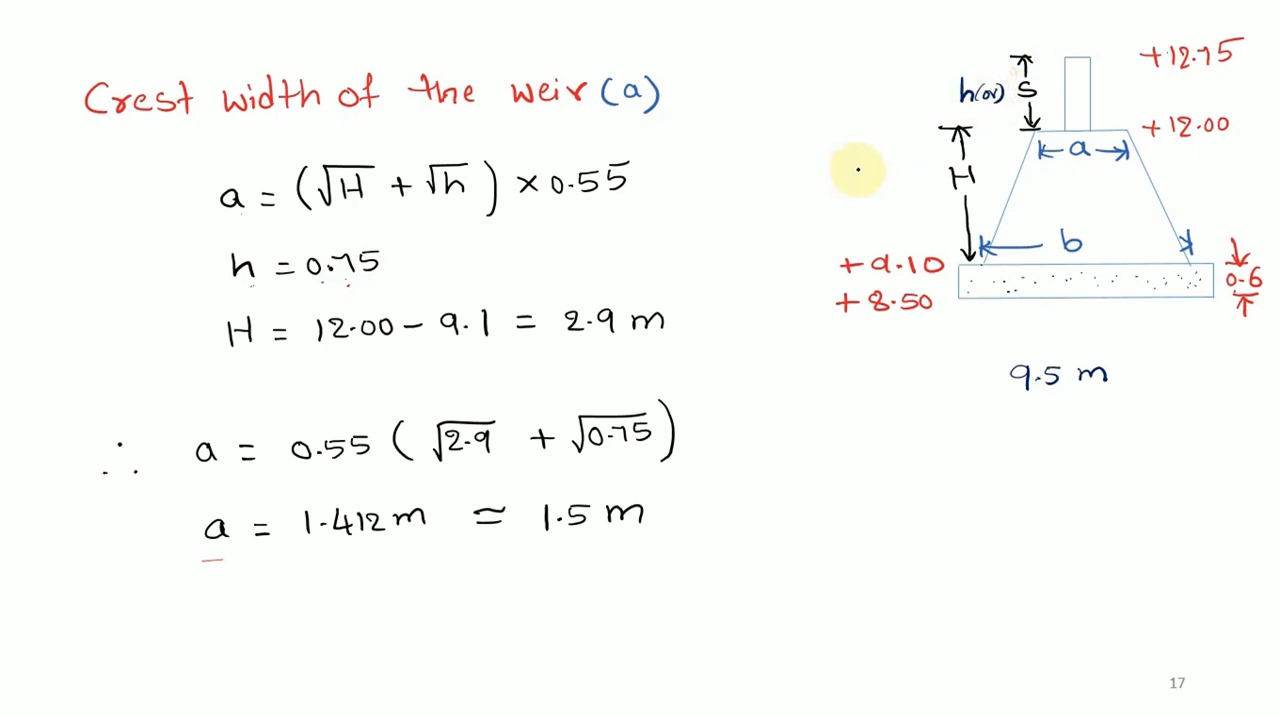 Crest width of the weir (a)
a = (√H + √h) × 0.55
h = 0.75
H = 12.00 - 9.1 = 2.9 m
∴ a = 0.55 (√2.9 + √0.75)
a = 1.412 m ≃ 1.5 m
+12.75
h(or) S
+12.00
a
H
b
+9.10
0.6
+8.50
9.5 m
17